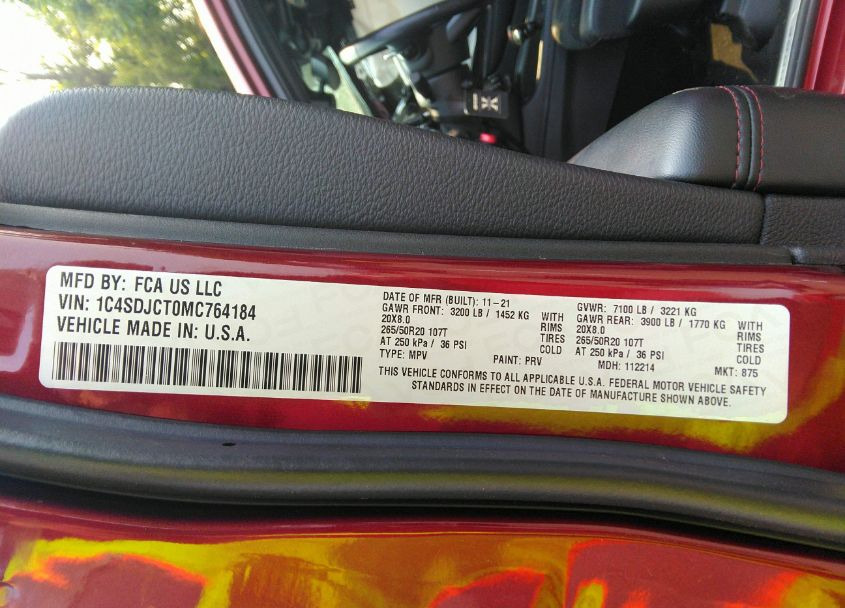 MFD BY: FCA US LLC
VIN: 1C4SDJCT0MC764184
VEHICLE MADE IN: U.S.A.
DATE OF MFR (BUILT): 11-21
GAWR FRONT: 3200 LB / 1452 KG WITH
20X8.0 RIMS
265/50R20 107T TIRES
AT 250 kPa / 36 PSI COLD
TYPE: MPV PAINT: PRV
GVWR: 7100 LB / 3221 KG
GAWR REAR: 3900 LB / 1770 KG WITH
20X8.0 RIMS
265/50R20 107T TIRES
AT 250 kPa / 36 PSI COLD
MDH: 112214 MKT: 875
THIS VEHICLE CONFORMS TO ALL APPLICABLE U.S.A. FEDERAL MOTOR VEHICLE SAFETY
STANDARDS IN EFFECT ON THE DATE OF MANUFACTURE SHOWN ABOVE.